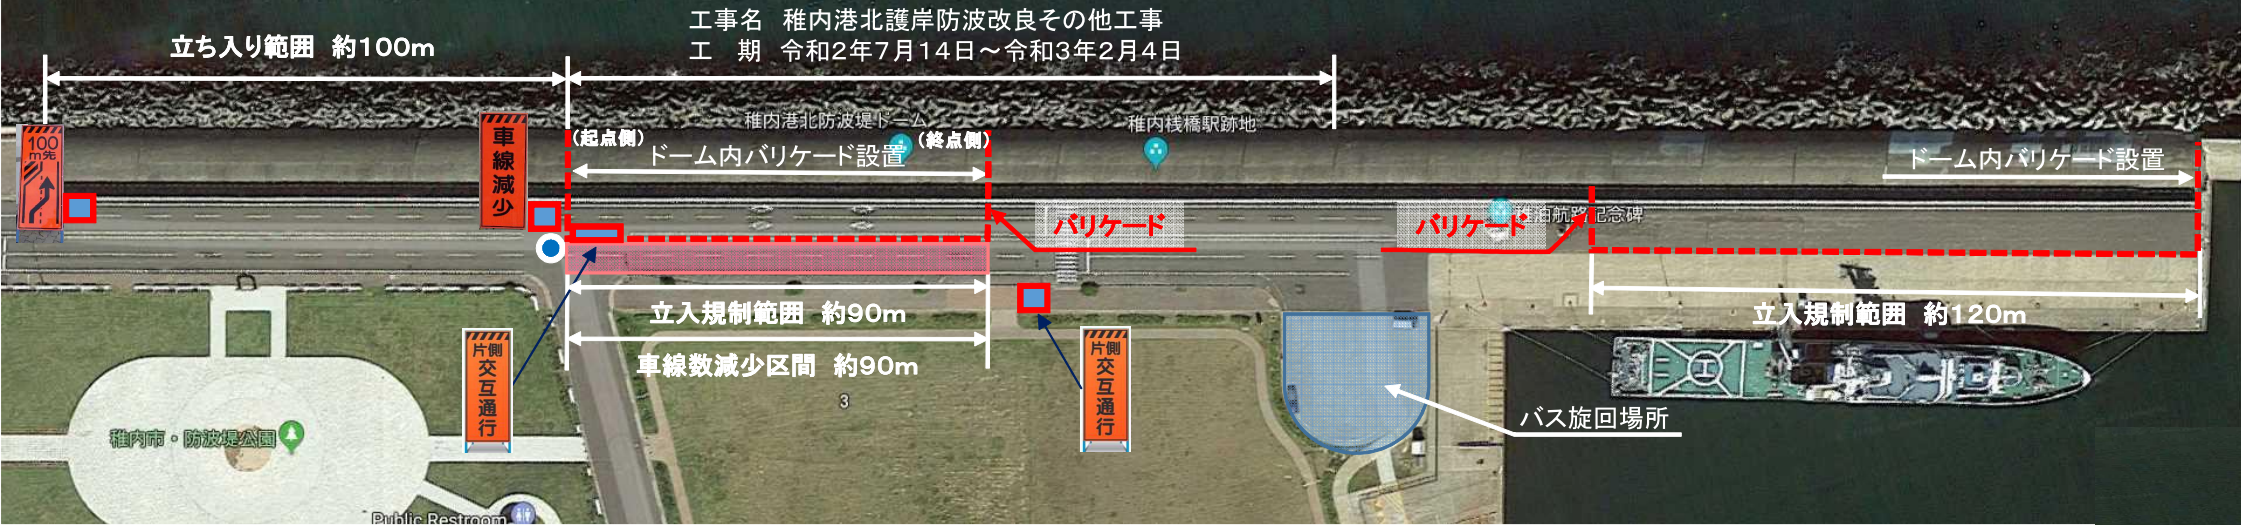 工事名 稚内港北護岸防波改良その他工事
工 期 令和2年7月14日～令和3年2月4日
立ち入り範囲 約100m
100
m先
車線減少
稚内港北防波堤ドーム
稚内桟橋駅跡地
(起点側)
(終点側)
ドーム内バリケード設置
ドーム内バリケード設置
バリケード
バリケード
泊航路記念碑
立入規制範囲 約90m
立入規制範囲 約120m
車線数減少区間 約90m
片側
交互通行
片側
交互通行
3
H
バス旋回場所
稚内市・防波堤公園
Public Restroom